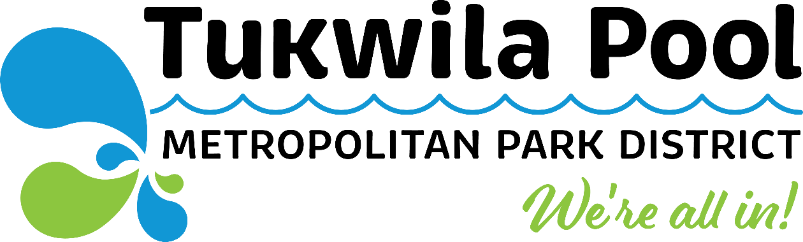 Tukwila Pool
METROPOLITAN PARK DISTRICT
We're all in!